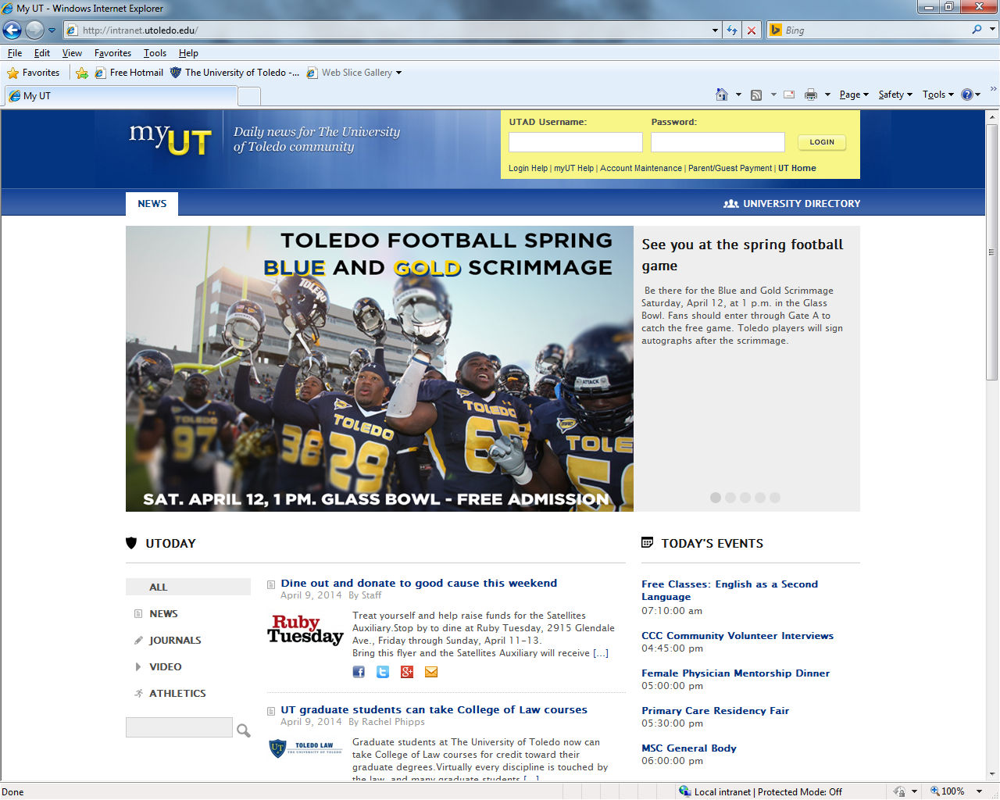 My UT - Windows Internet Explorer
http://intranet.utoledo.edu/
Bing
File Edit View Favorites Tools Help
Favorites Free Hotmail The University of Toledo -... Web Slice Gallery
My UT
Page Safety Tools
myUT
Daily news for The University
of Toledo community
UTAD Username: Password:
LOGIN
Login Help | myUT Help | Account Maintenance | Parent/Guest Payment | UT Home
NEWS
UNIVERSITY DIRECTORY
TOLEDO FOOTBALL SPRING
BLUE AND GOLD SCRIMMAGE
TOLEDO
ATTACK
97
38
TOLEDO
29
TOLEDO
MAC
TOLE
SAT. APRIL 12, 1 PM. GLASS BOWL - FREE ADMISSION
See you at the spring football
game
Be there for the Blue and Gold Scrimmage
Saturday, April 12, at 1 p.m. in the Glass
Bowl. Fans should enter through Gate A to
catch the free game. Toledo players will sign
autographs after the scrimmage.
UTODAY
ALL
NEWS
JOURNALS
VIDEO
ATHLETICS
Dine out and donate to good cause this weekend
April 9, 2014 By Staff
Ruby
Tuesday
Treat yourself and help raise funds for the Satellites
Auxiliary.Stop by to dine at Ruby Tuesday, 2915 Glendale
Ave., Friday through Sunday, April 11-13.
Bring this flyer and the Satellites Auxiliary will receive [...]
UT graduate students can take College of Law courses
April 9, 2014 By Rachel Phipps
UT TOLEDO LAW
THE UNIVERSITY OF TOLEDO
Graduate students at The University of Toledo now can
take College of Law courses for credit toward their
graduate degrees.Virtually every discipline is touched by
the law, and many graduate students [...]
TODAY'S EVENTS
Free Classes: English as a Second
Language
07:10:00 am
CCC Community Volunteer Interviews
04:45:00 pm
Female Physician Mentorship Dinner
05:00:00 pm
Primary Care Residency Fair
05:30:00 pm
MSC General Body
06:00:00 pm
Done
Local intranet | Protected Mode: Off
100%